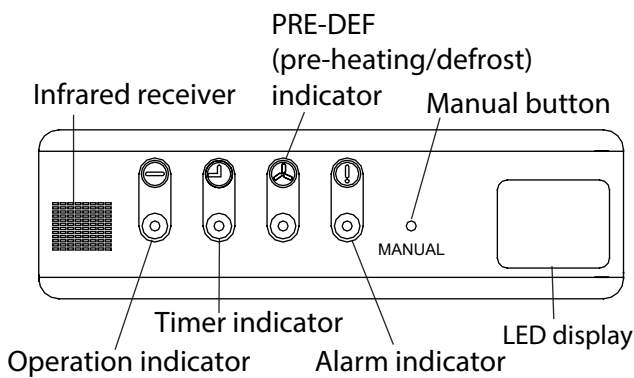 PRE-DEF
(pre-heating/defrost)
indicator
Infrared receiver
Manual button
MANUAL
Timer indicator
LED display
Operation indicator
Alarm indicator